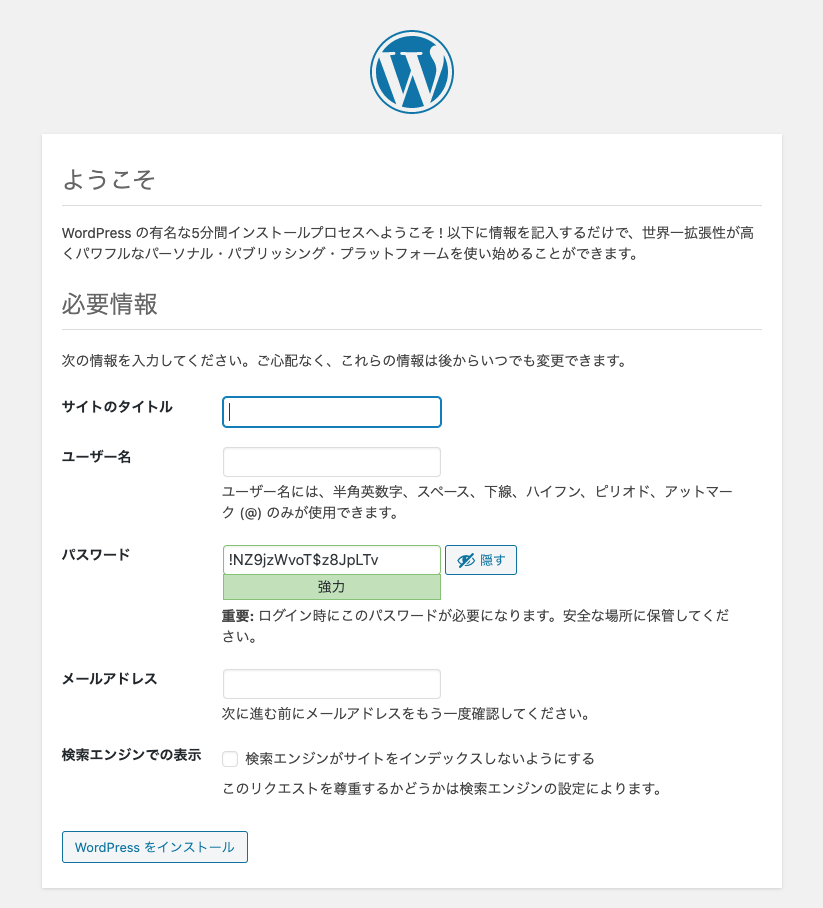 ようこそ
WordPress の有名な5分間インストールプロセスへようこそ ! 以下に情報を記入するだけで、世界一拡張性が高
くパワフルなパーソナル・パブリッシング・プラットフォームを使い始めることができます。
必要情報
次の情報を入力してください。ご心配なく、これらの情報は後からいつでも変更できます。
サイトのタイトル
ユーザー名
ユーザー名には、半角英数字、スペース、下線、ハイフン、ピリオド、アットマー
ク (@) のみが使用できます。
パスワード
!NZ9jzWvoT$z8JpLTv
隠す
強力
重要: ログイン時にこのパスワードが必要になります。安全な場所に保管してくだ
さい。
メールアドレス
次に進む前にメールアドレスをもう一度確認してください。
検索エンジンでの表示
検索エンジンがサイトをインデックスしないようにする
このリクエストを尊重するかどうかは検索エンジンの設定によります。
WordPress をインストール